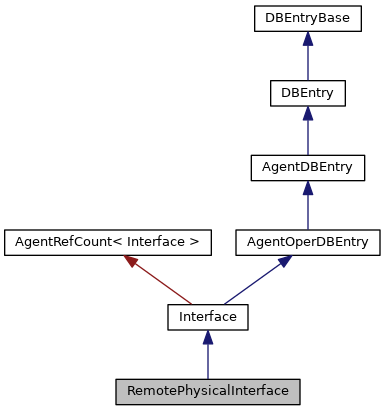 DBEntryBase
DBEntry
AgentDBEntry
AgentRefCount< Interface >
AgentOperDBEntry
Interface
RemotePhysicalInterface